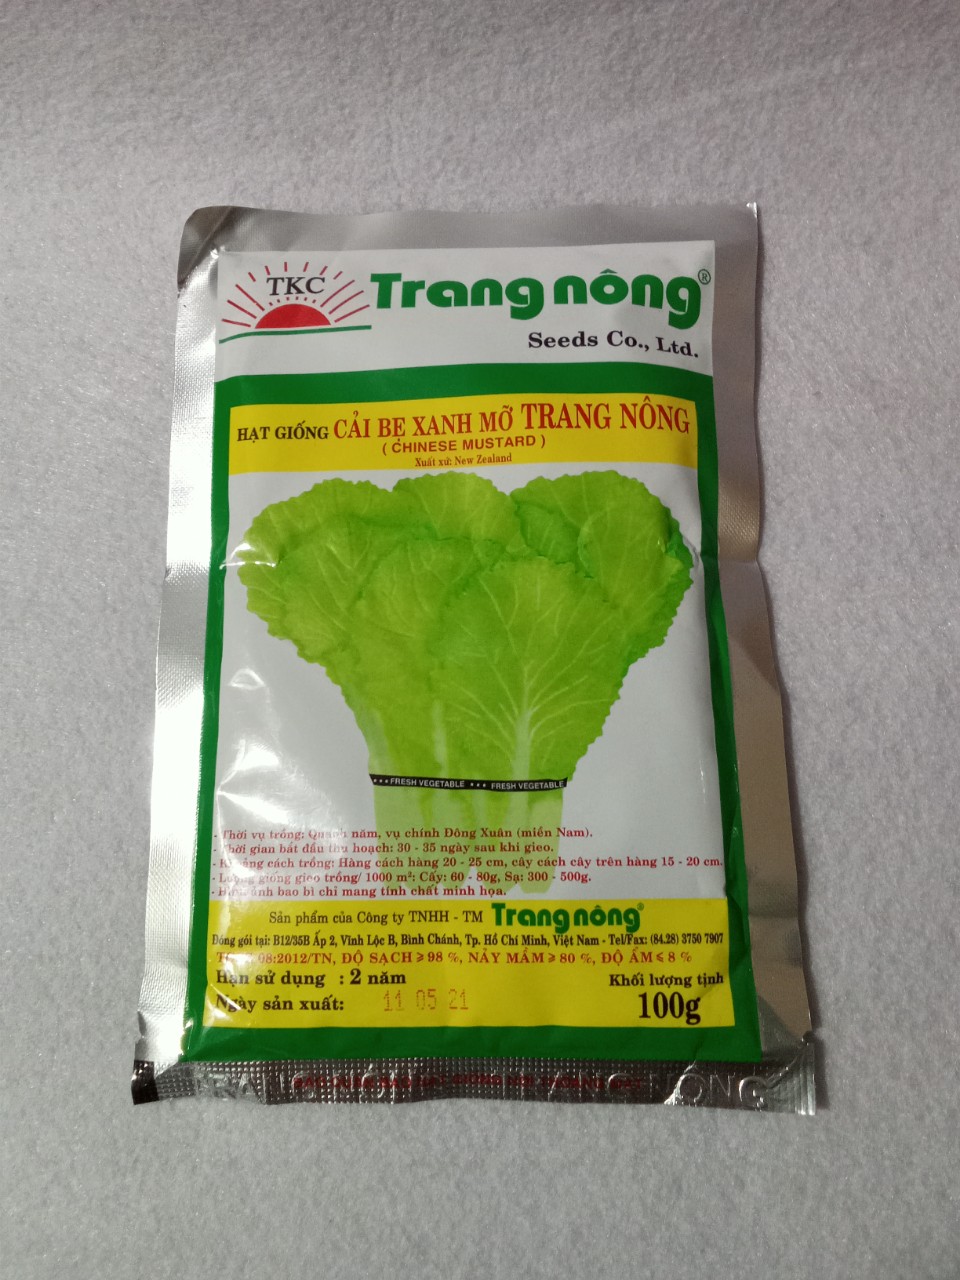 TKC
Trang nông®
Seeds Co., Ltd.
HẠT GIỐNG CẢI BẸ XANH MỠ TRANG NÔNG
( CHINESE MUSTARD )
Xuất xứ: New Zealand
FRESH VEGETABLE *** FRESH VEGETABLE
- Thời vụ trồng: Quanh năm, vụ chính Đông Xuân (miền Nam).
- Thời gian bắt đầu thu hoạch: 30 - 35 ngày sau khi gieo.
- Khoảng cách trồng: Hàng cách hàng 20 - 25 cm, cây cách cây trên hàng 15 - 20 cm.
- Lượng giống gieo trồng/ 1000 m²: Cấy: 60 - 80g, Sạ: 300 - 500g.
- Hình ảnh bao bì chỉ mang tính chất minh họa.
Sản phẩm của Công ty TNHH - TM Trang nông®
Đóng gói tại: B12/35B Ấp 2, Vĩnh Lộc B, Bình Chánh, Tp. Hồ Chí Minh, Việt Nam - Tel/Fax: (84.28) 3750 7907
08:2012/TN, ĐỘ SẠCH ≥ 98 %, NẢY MẦM ≥ 80 %, ĐỘ ẨM ≤ 8 %
Hạn sử dụng : 2 năm
Khối lượng tịnh
Ngày sản xuất: 11 05 21
100g